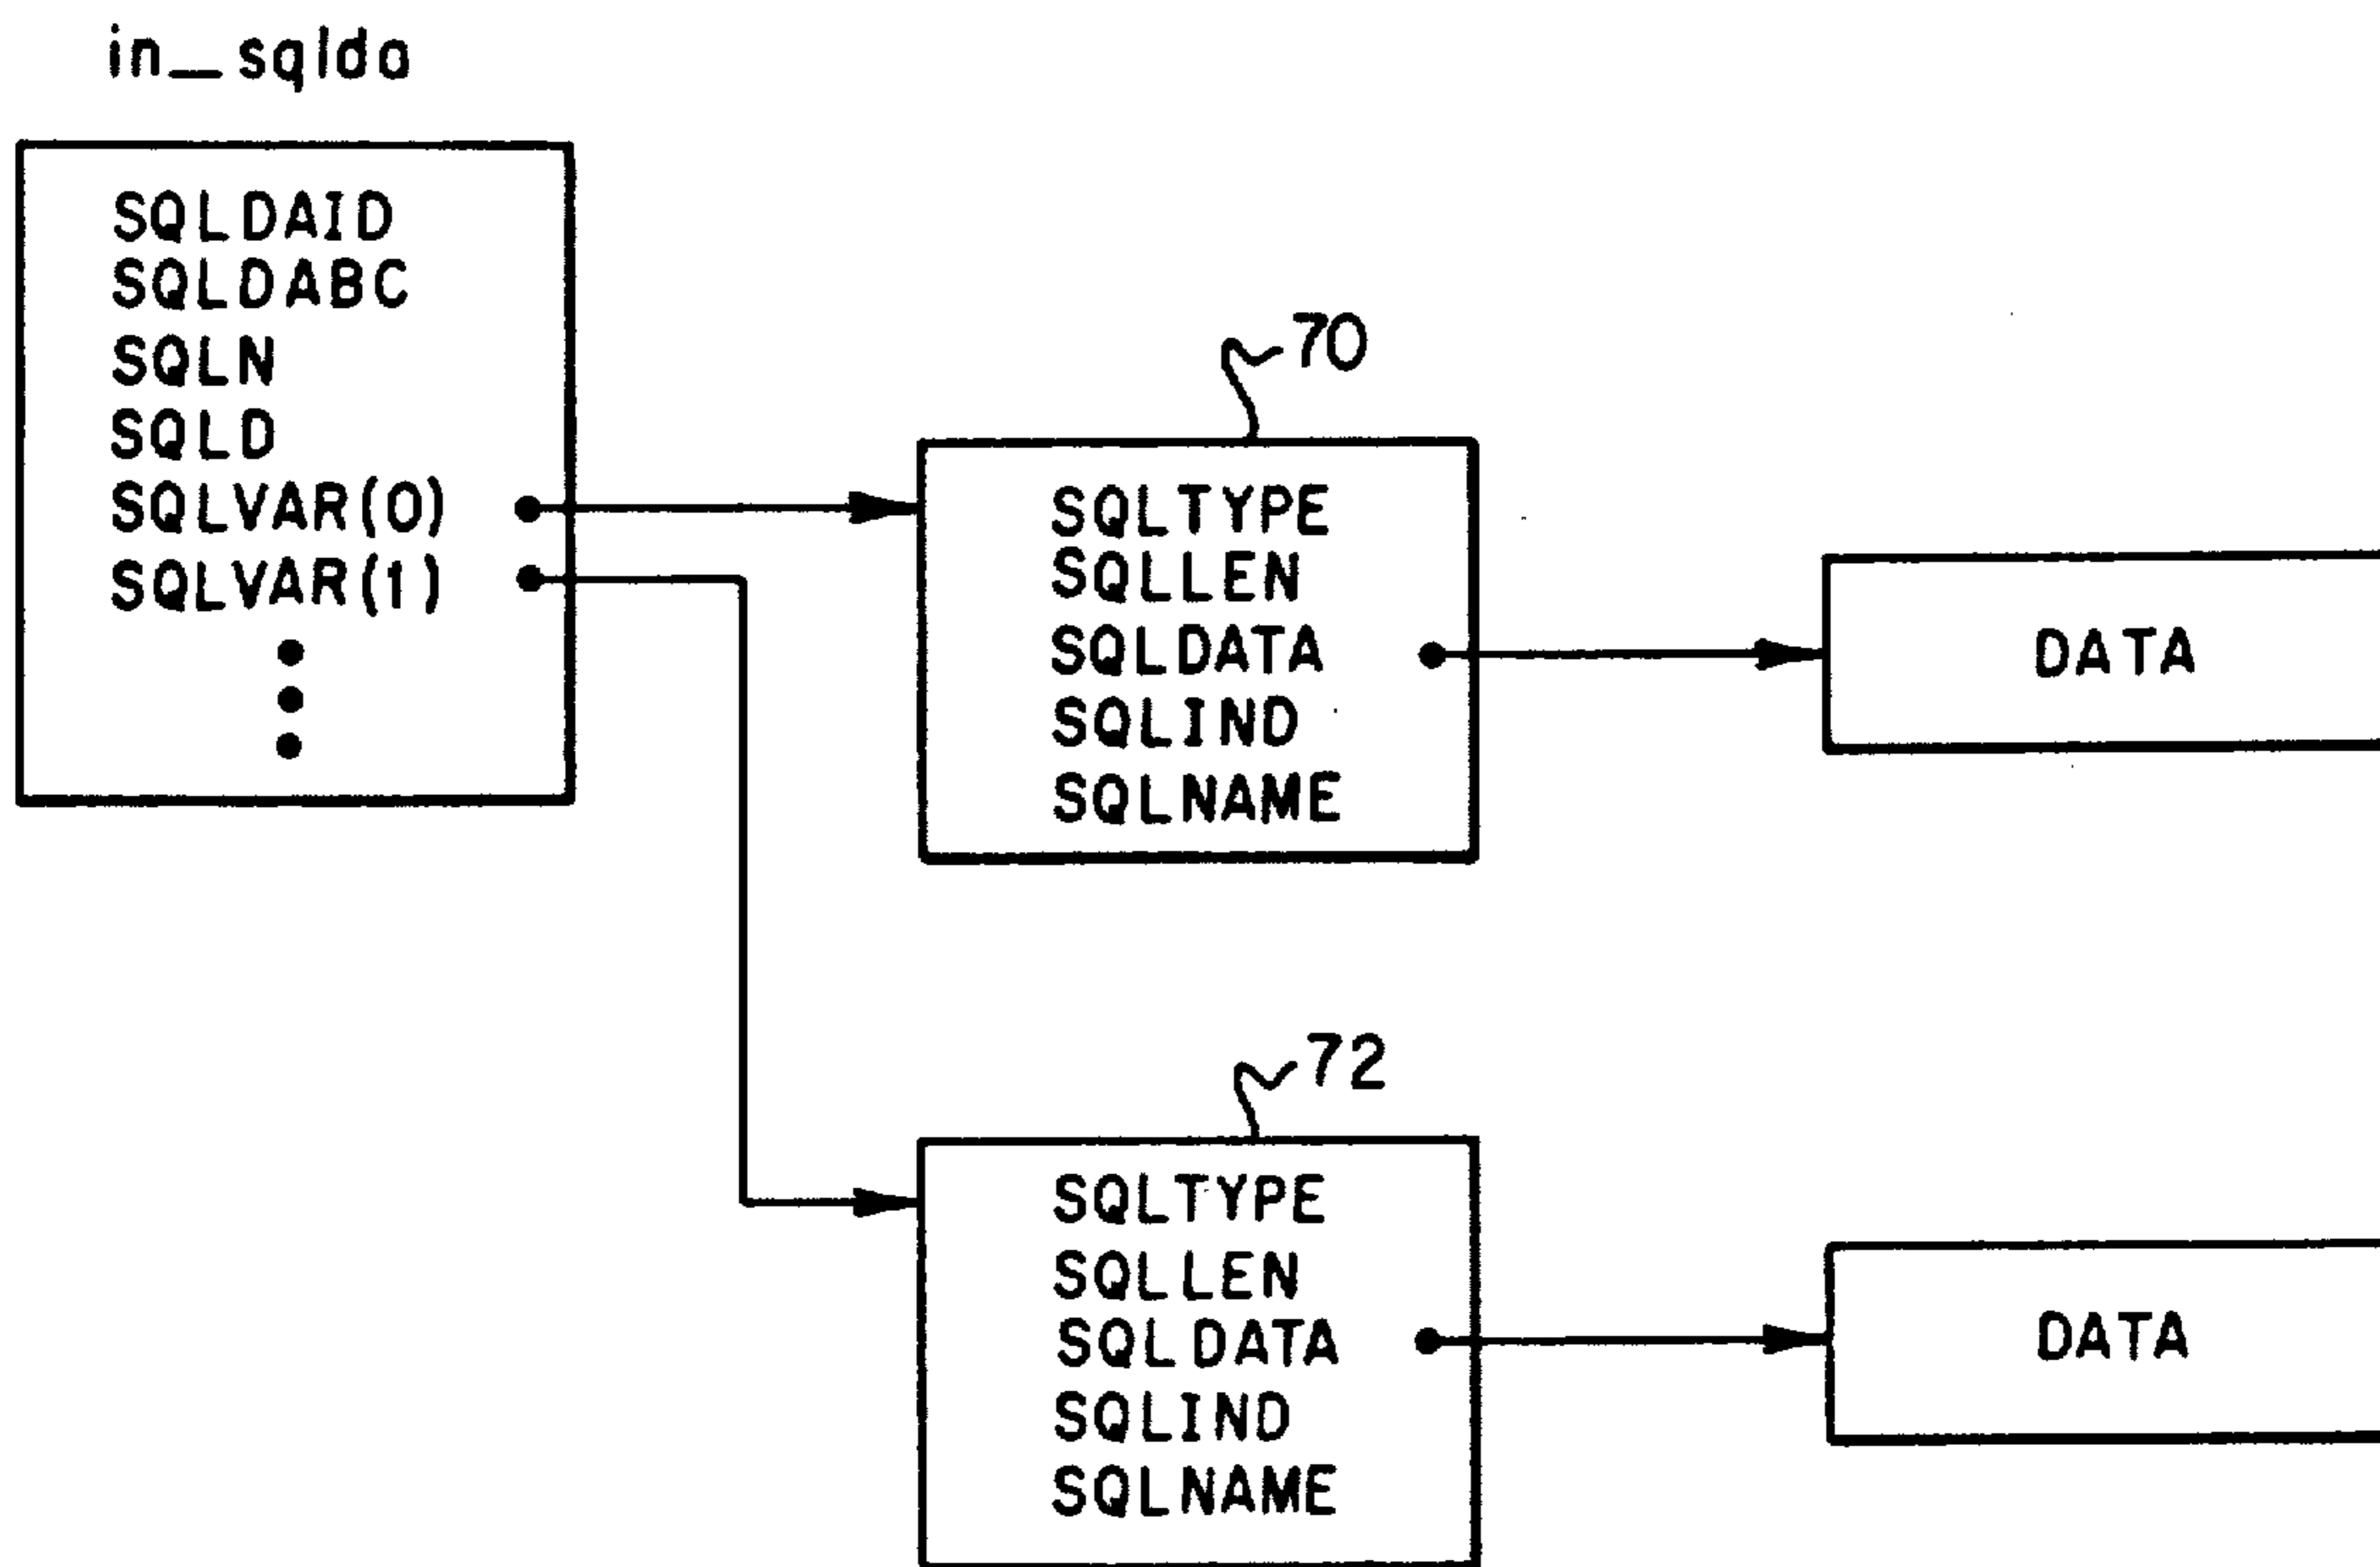 in_sqlda
SQLDAID
SQLDABC
SQLN
SQLD
SQLVAR(0)
SQLVAR(1)
70
SQLTYPE
SQLLEN
SQLDATA
SQLIND
SQLNAME
DATA
72
SQLTYPE
SQLLEN
SQLDATA
SQLIND
SQLNAME
DATA